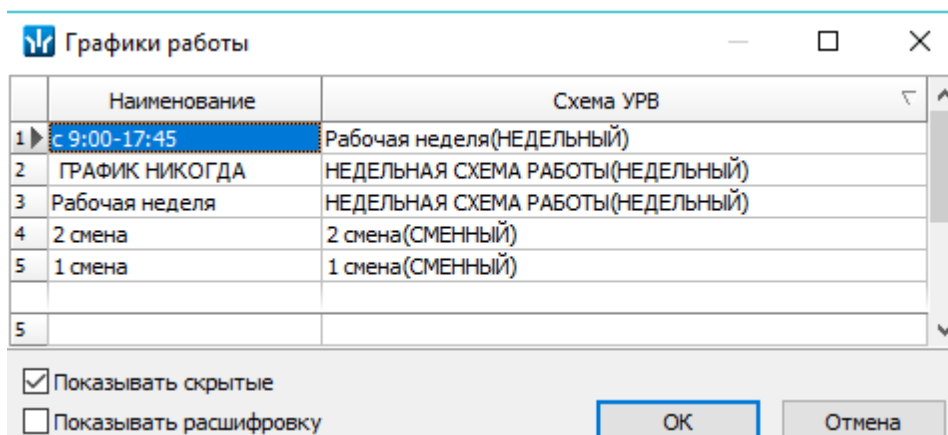 Графики работы
Наименование Схема УРВ
1 с 9:00-17:45 Рабочая неделя(НЕДЕЛЬНЫЙ)
2 ГРАФИК НИКОГДА НЕДЕЛЬНАЯ СХЕМА РАБОТЫ(НЕДЕЛЬНЫЙ)
3 Рабочая неделя НЕДЕЛЬНАЯ СХЕМА РАБОТЫ(НЕДЕЛЬНЫЙ)
4 2 смена 2 смена(СМЕННЫЙ)
5 1 смена 1 смена(СМЕННЫЙ)
5
Показывать скрытые
Показывать расшифровку ОК Отмена